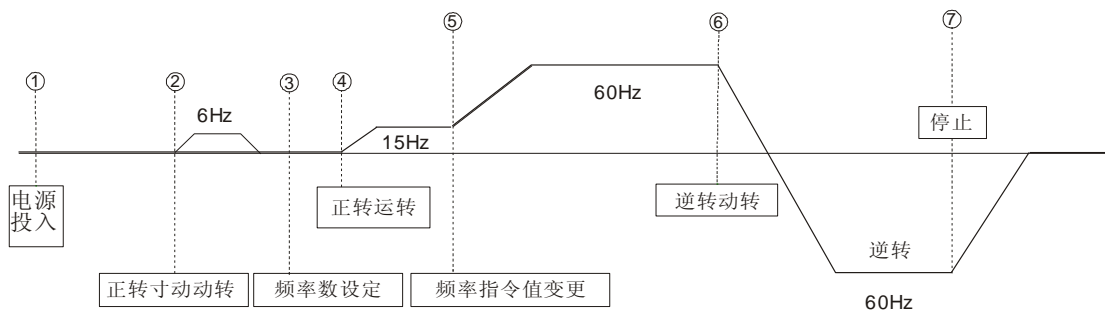 ⑤
⑥
⑦
①
②
③
④
6Hz
60Hz
15Hz
停止
电源
投入
正转运转
逆转动转
逆转
正转寸动动转
频率数设定
频率指令值变更
60Hz